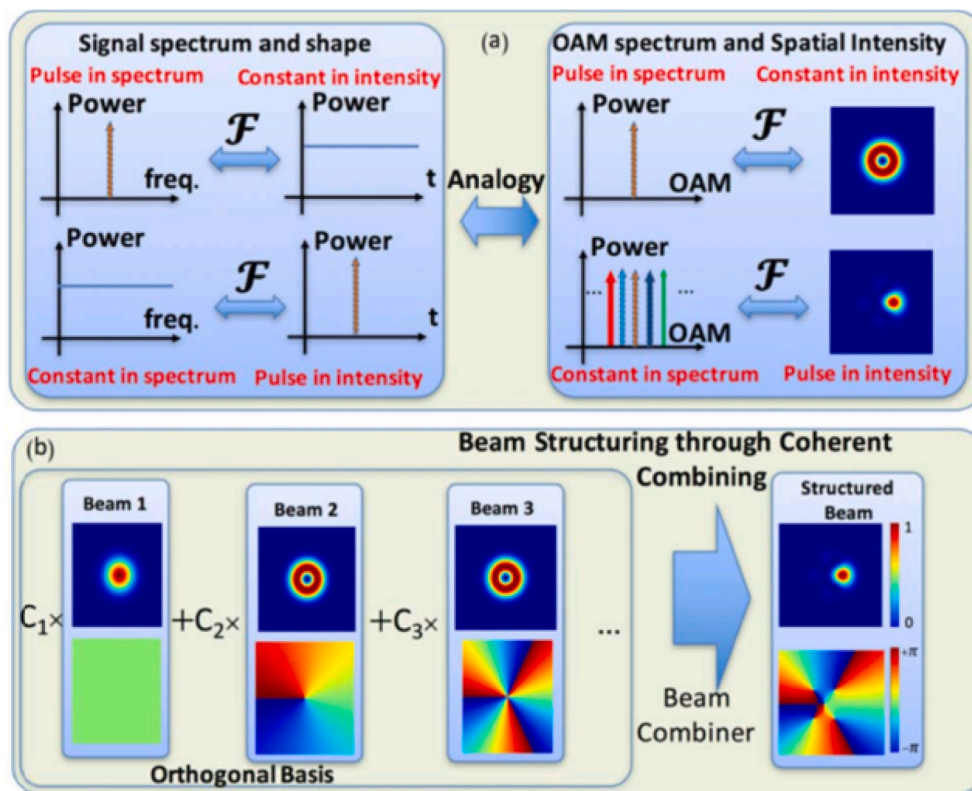 (a)
Signal spectrum and shape
Pulse in spectrum
Constant in intensity
Power
ℱ
Power
freq.
t
Power
ℱ
Power
freq.
t
Constant in spectrum
Pulse in intensity
Analogy
OAM spectrum and Spatial Intensity
Pulse in spectrum
Constant in intensity
Power
ℱ
OAM
Power
... ...
ℱ
OAM
Constant in spectrum
Pulse in intensity
(b)
Beam Structuring through Coherent
Combining
Beam 1
Beam 2
Beam 3
C₁× +C₂× +C₃× ...
Orthogonal Basis
Beam
Combiner
Structured
Beam
1
0
+π
-π